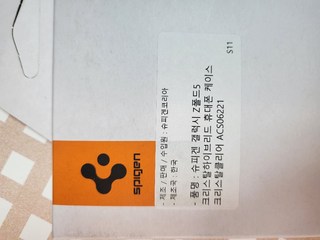 spigen
- 제조 / 판매 / 수입원 : 슈피겐코리아
- 제조국 : 한국
- 품명 : 슈피겐 갤럭시 Z폴드5
크리스탈하이브리드 휴대폰 케이스
크리스탈클리어 ACS06221
S11